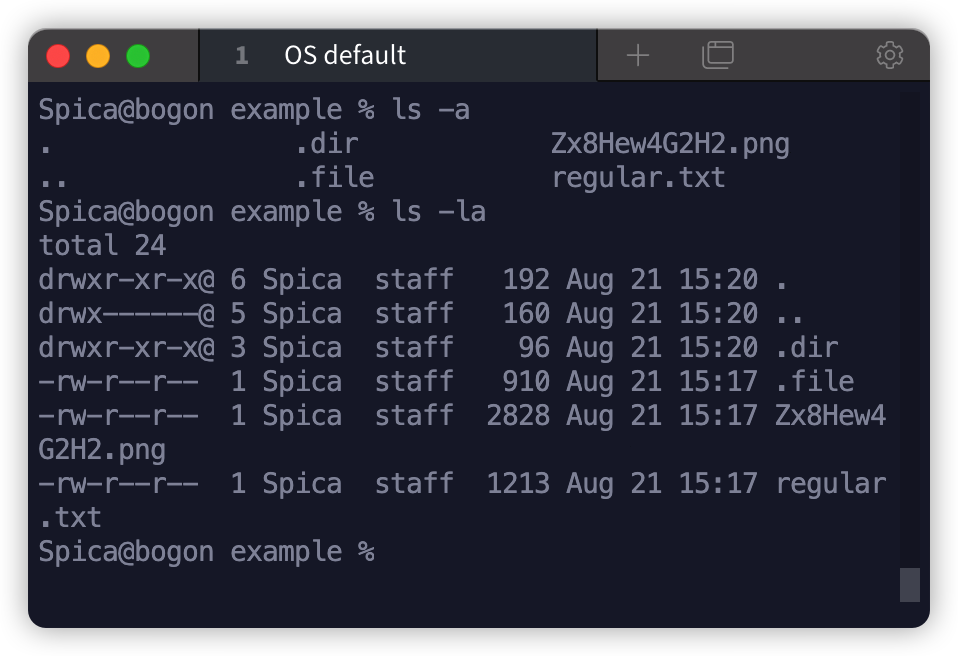 1 OS default
Spica@bogon example % ls -a
. .dir Zx8Hew4G2H2.png
.. .file regular.txt
Spica@bogon example % ls -la
total 24
drwxr-xr-x@ 6 Spica staff 192 Aug 21 15:20 .
drwx------@ 5 Spica staff 160 Aug 21 15:20 ..
drwxr-xr-x@ 3 Spica staff 96 Aug 21 15:20 .dir
-rw-r--r-- 1 Spica staff 910 Aug 21 15:17 .file
-rw-r--r-- 1 Spica staff 2828 Aug 21 15:17 Zx8Hew4
G2H2.png
-rw-r--r-- 1 Spica staff 1213 Aug 21 15:17 regular
.txt
Spica@bogon example %